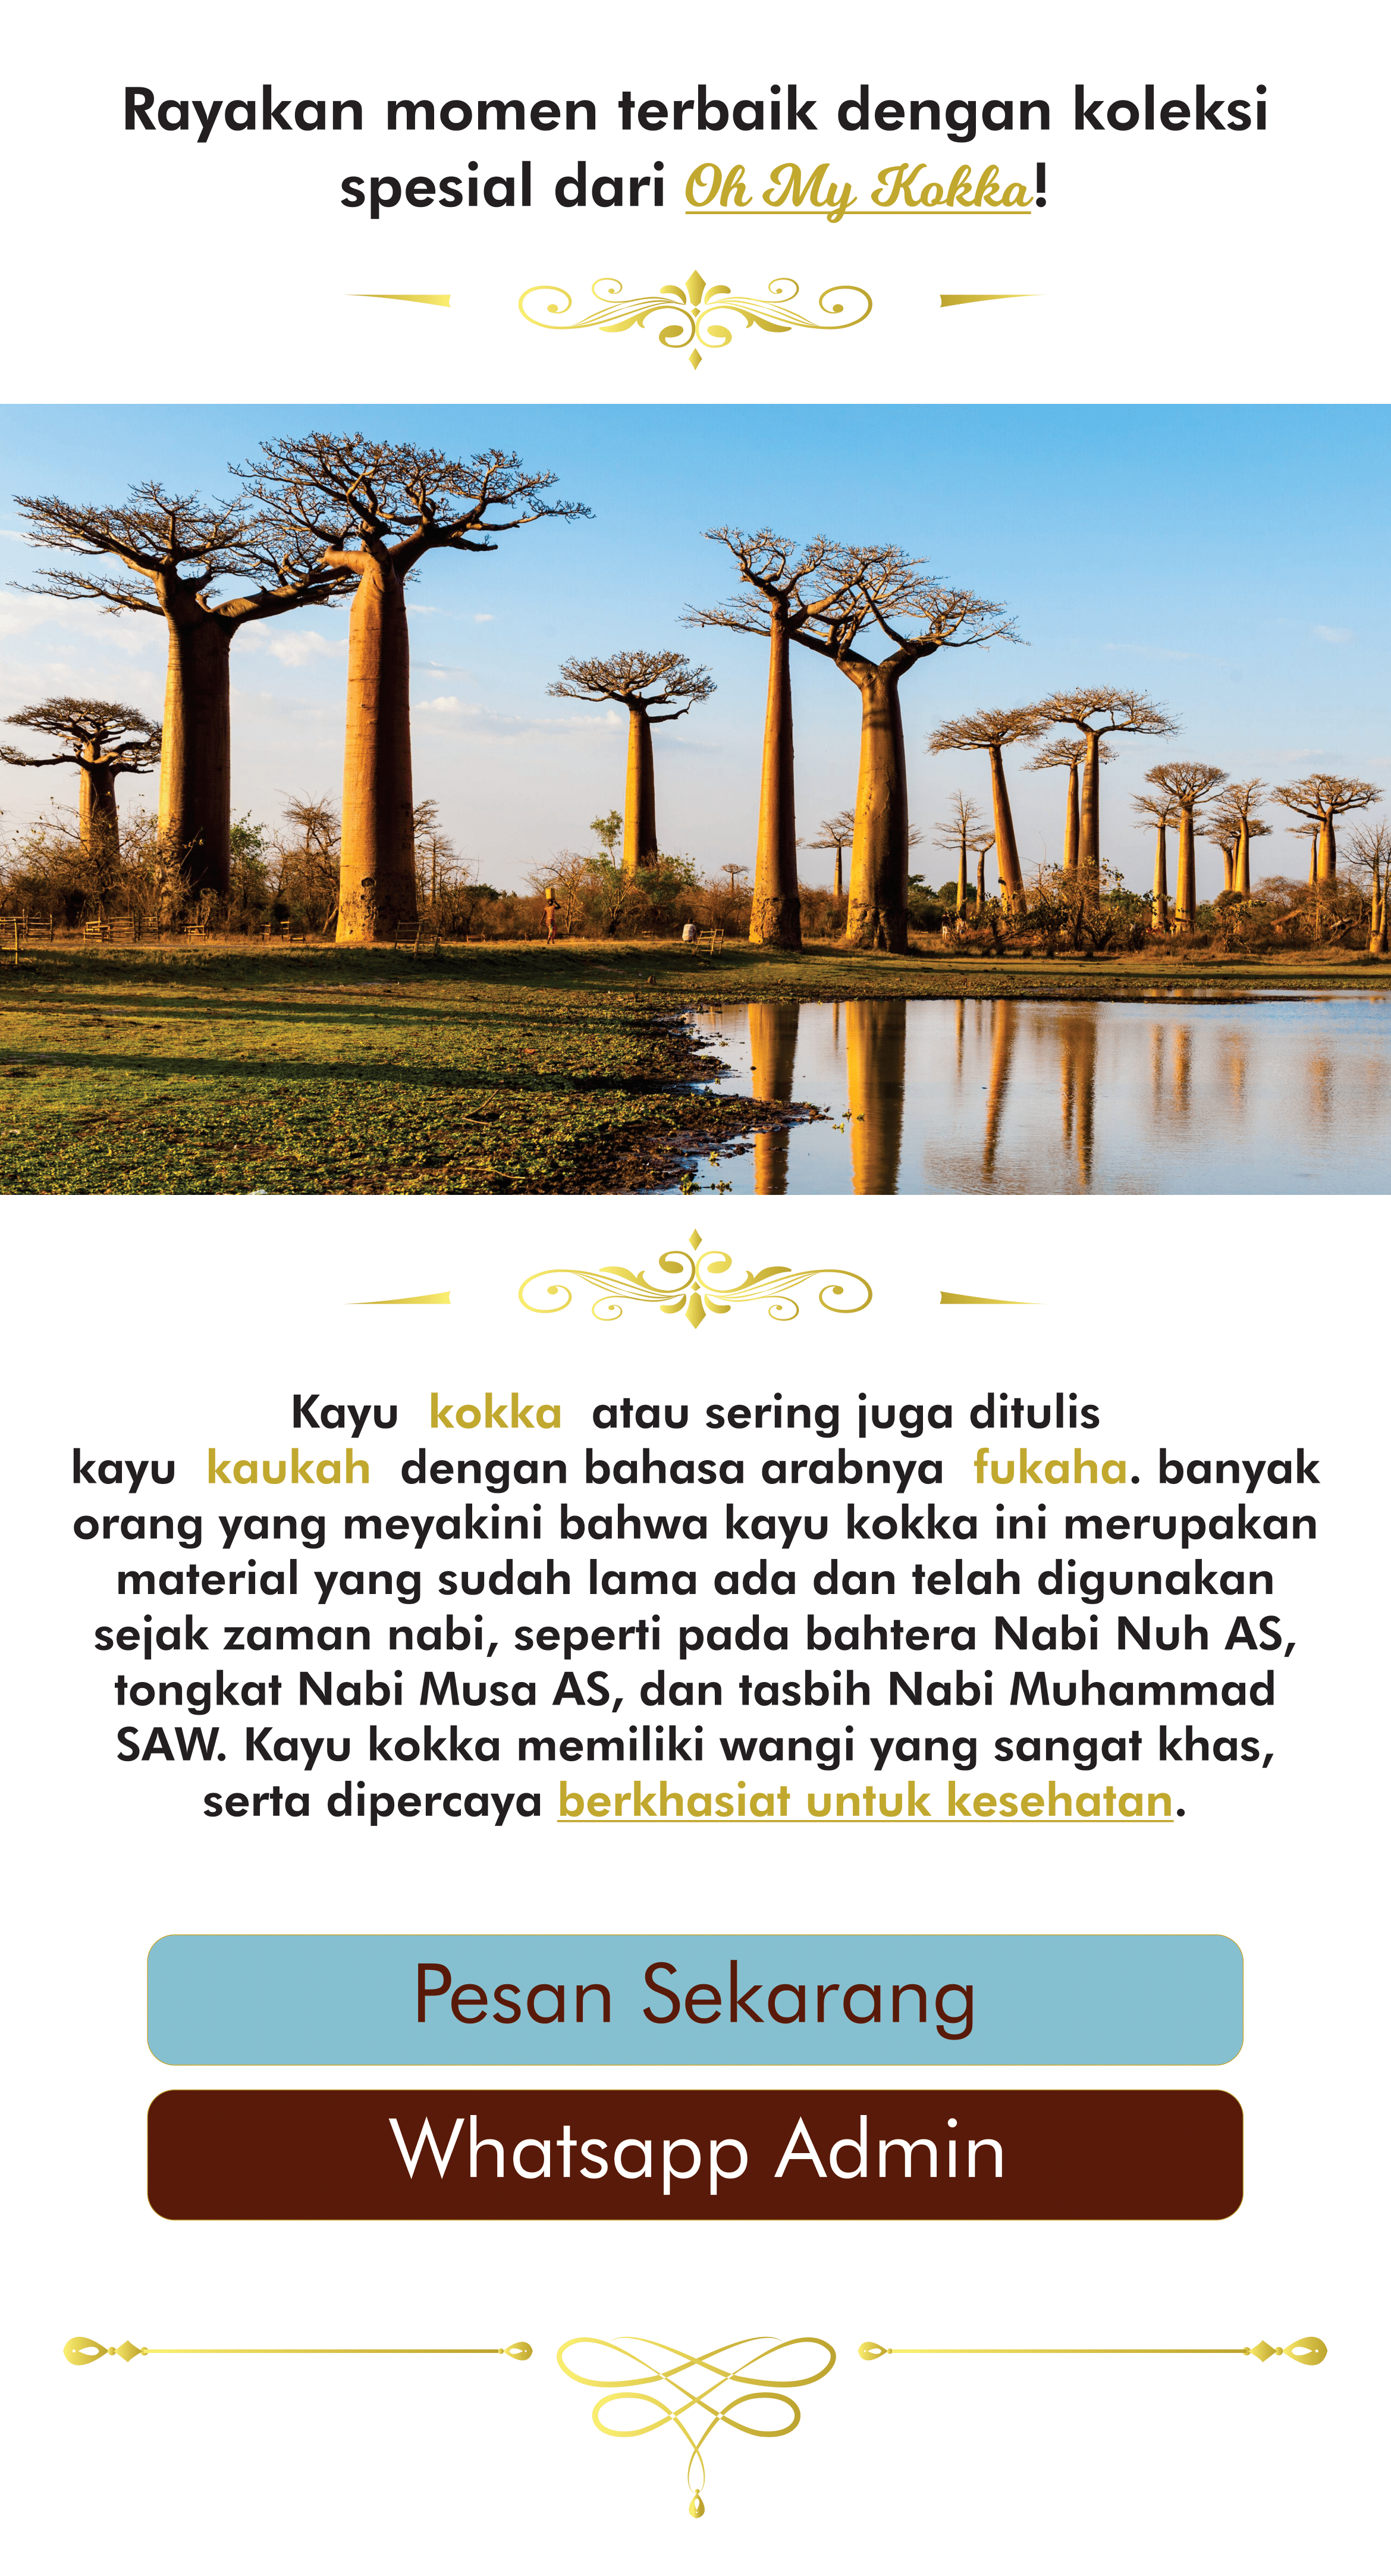 Rayakan momen terbaik dengan koleksi
spesial dari Oh My Kokka!
Kayu kokka atau sering juga ditulis
kayu kaukah dengan bahasa arabnya fukaha. banyak
orang yang meyakini bahwa kayu kokka ini merupakan
material yang sudah lama ada dan telah digunakan
sejak zaman nabi, seperti pada bahtera Nabi Nuh AS,
tongkat Nabi Musa AS, dan tasbih Nabi Muhammad
SAW. Kayu kokka memiliki wangi yang sangat khas,
serta dipercaya berkhasiat untuk kesehatan.
Pesan Sekarang
Whatsapp Admin